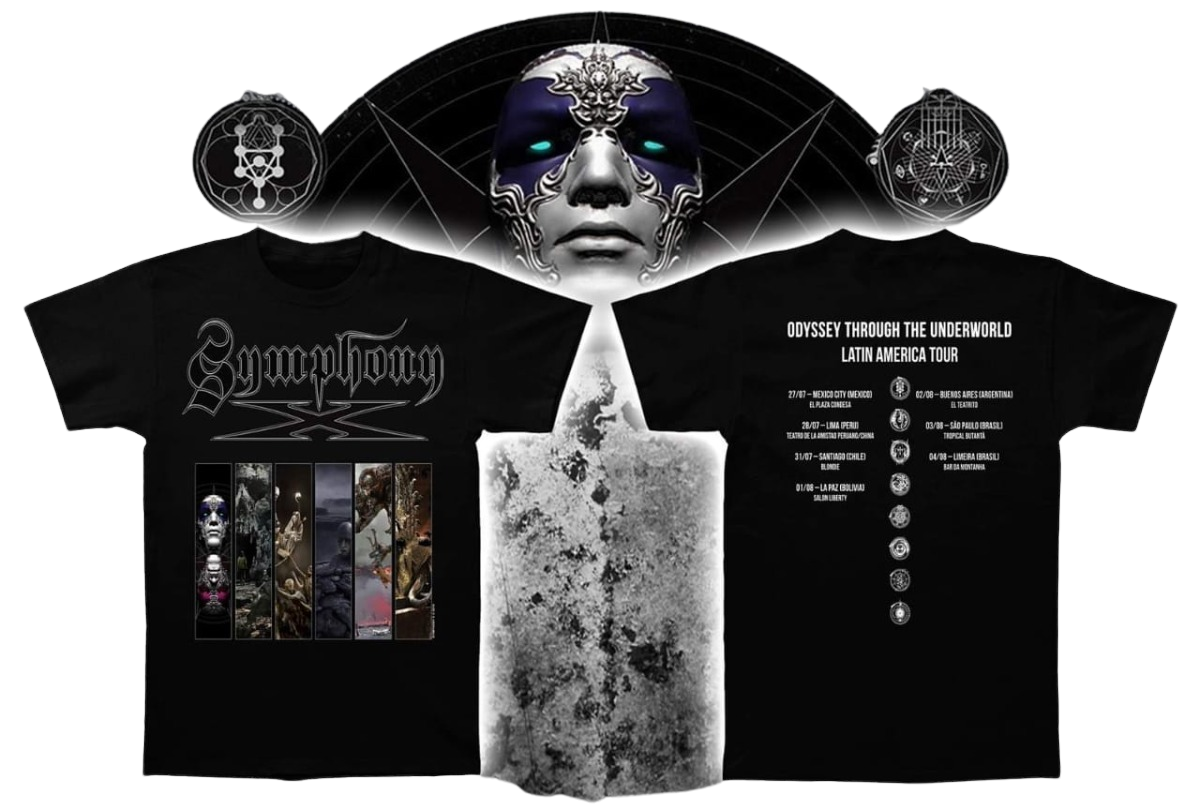 Symphony
X
ODYSSEY THROUGH THE UNDERWORLD
LATIN AMERICA TOUR
27/07 – MEXICO CITY (MEXICO)
EL PLAZA CONDESA
28/07 – LIMA (PERU)
TEATRO DE LA AMISTAD PERUANO/CHINA
31/07 – SANTIAGO (CHILE)
BLONDIE
01/08 – LA PAZ (BOLIVIA)
SALON LIBERTY
02/08 – BUENOS AIRES (ARGENTINA)
EL TEATRITO
03/08 – SÃO PAULO (BRASIL)
TROPICAL BUTANTÃ
04/08 – LIMEIRA (BRASIL)
BAR DA MONTANHA